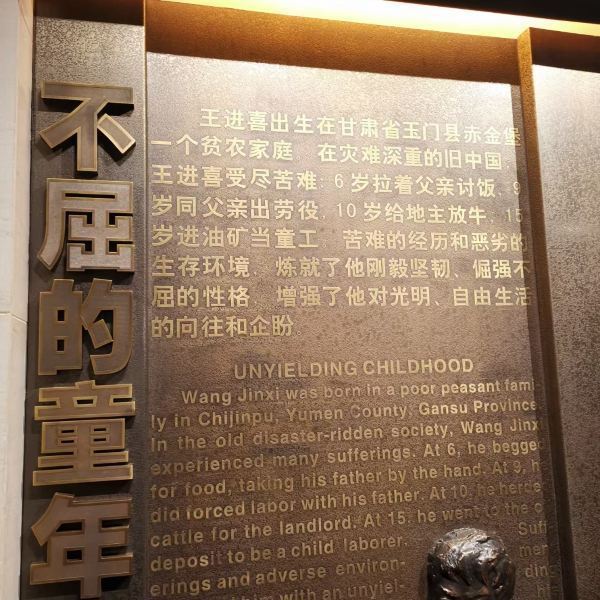 不屈的童年
王进喜出生在甘肃省玉门县赤金堡
一个贫农家庭。在灾难深重的旧中国,
王进喜受尽苦难: 6岁拉着父亲讨饭, 9
岁同父亲出劳役, 10岁给地主放牛, 15
岁进油矿当童工。苦难的经历和恶劣的
生存环境, 炼就了他刚毅坚韧、倔强不
屈的性格, 增强了他对光明、自由生活
的向往和企盼。
UNYIELDING CHILDHOOD
Wang Jinxi was born in a poor peasant fami-
ly in Chijinpu, Yumen County, Gansu Province.
In the old disaster-ridden society, Wang Jinxi
experienced many sufferings. At 6, he begged
for food, taking his father by the hand. At 9, h
did forced labor with his father. At 10, he herde
cattle for the landlord. At 15, he went to the o
deposit to be a child laborer. Suff-
erings and adverse environ- men
him with an unyiel- ding
his